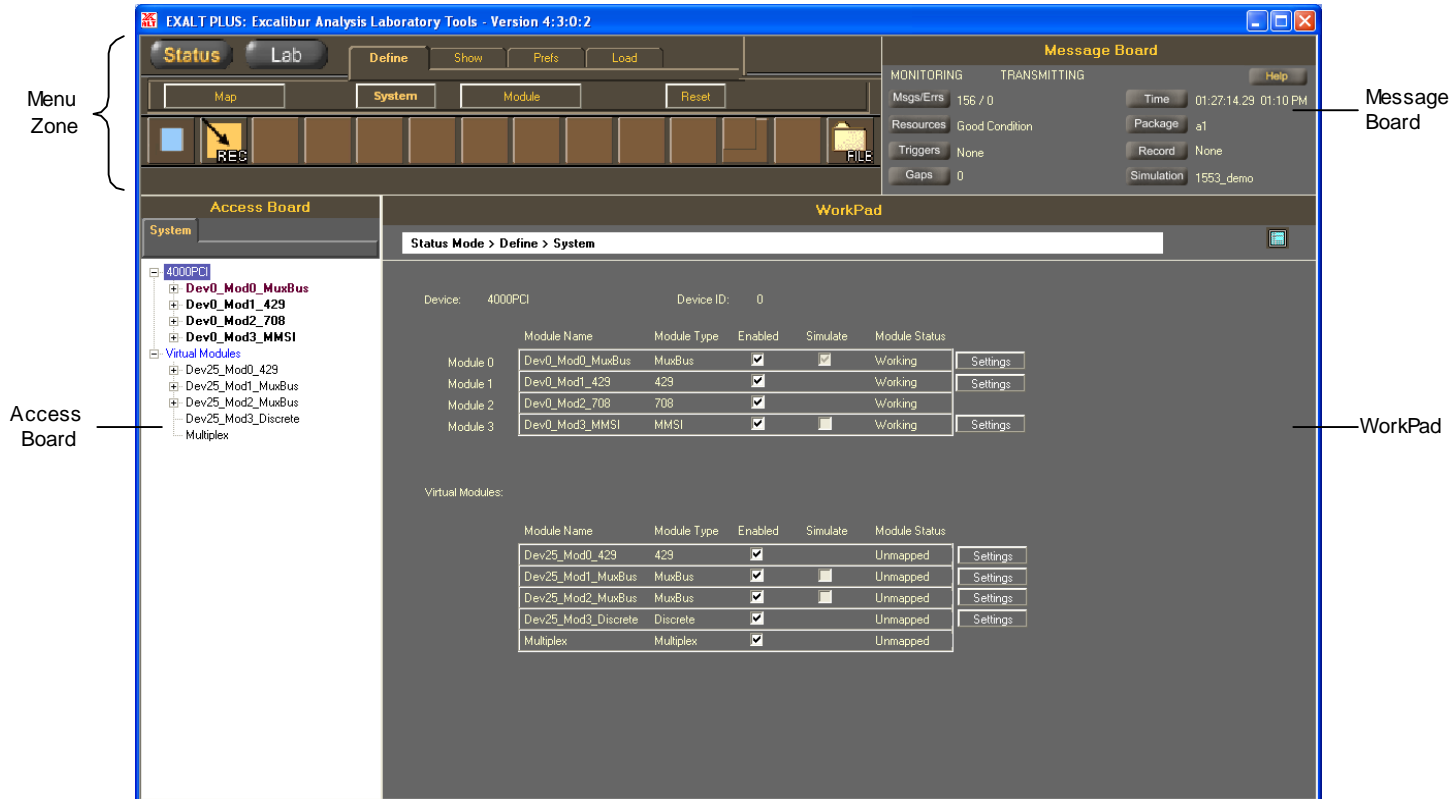 EXALT PLUS: Excalibur Analysis Laboratory Tools - Version 4:3:0:2
Menu Zone
Status Lab Define Show Prefs Load
Map System Module Reset
REC FILE
Message Board
MONITORING TRANSMITTING Help
Msgs/Errs 156 / 0 Time 01:27:14.29 01:10 PM
Resources Good Condition Package a1
Triggers None Record None
Gaps 0 Simulation 1553_demo
Message Board
Access Board
System
4000PCI
Dev0_Mod0_MuxBus
Dev0_Mod1_429
Dev0_Mod2_708
Dev0_Mod3_MMSI
Virtual Modules
Dev25_Mod0_429
Dev25_Mod1_MuxBus
Dev25_Mod2_MuxBus
Dev25_Mod3_Discrete
Multiplex
Access Board
WorkPad
Status Mode > Define > System
Device: 4000PCI Device ID: 0
Module Name Module Type Enabled Simulate Module Status
Module 0 Dev0_Mod0_MuxBus MuxBus Working Settings
Module 1 Dev0_Mod1_429 429 Working Settings
Module 2 Dev0_Mod2_708 708 Working
Module 3 Dev0_Mod3_MMSI MMSI Working Settings
Virtual Modules:
Module Name Module Type Enabled Simulate Module Status
Dev25_Mod0_429 429 Unmapped Settings
Dev25_Mod1_MuxBus MuxBus Unmapped Settings
Dev25_Mod2_MuxBus MuxBus Unmapped Settings
Dev25_Mod3_Discrete Discrete Unmapped Settings
Multiplex Multiplex Unmapped
WorkPad